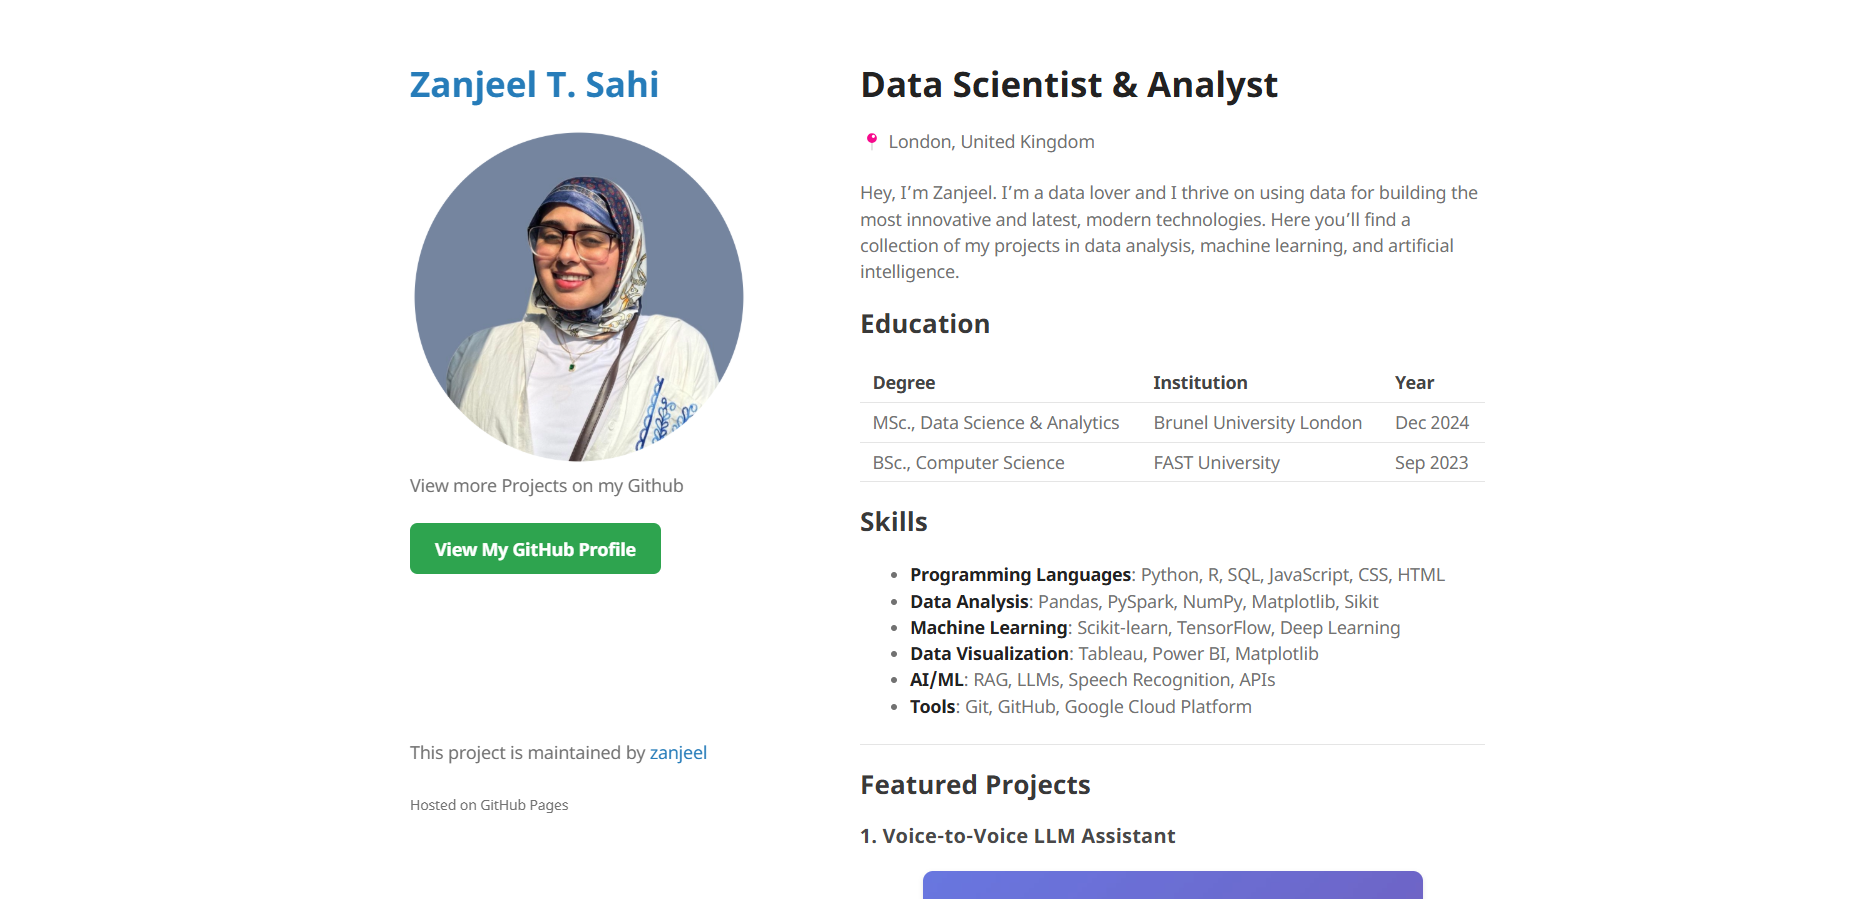 Zanjeel T. Sahi
View more Projects on my Github
View My GitHub Profile
This project is maintained by zanjeel
Hosted on GitHub Pages
Data Scientist & Analyst
London, United Kingdom
Hey, I’m Zanjeel. I’m a data lover and I thrive on using data for building the
most innovative and latest, modern technologies. Here you’ll find a
collection of my projects in data analysis, machine learning, and artificial
intelligence.
Education
Degree Institution Year
MSc., Data Science & Analytics Brunel University London Dec 2024
BSc., Computer Science FAST University Sep 2023
Skills
Programming Languages: Python, R, SQL, JavaScript, CSS, HTML
Data Analysis: Pandas, PySpark, NumPy, Matplotlib, Sikit
Machine Learning: Scikit-learn, TensorFlow, Deep Learning
Data Visualization: Tableau, Power BI, Matplotlib
AI/ML: RAG, LLMs, Speech Recognition, APIs
Tools: Git, GitHub, Google Cloud Platform
Featured Projects
1. Voice-to-Voice LLM Assistant